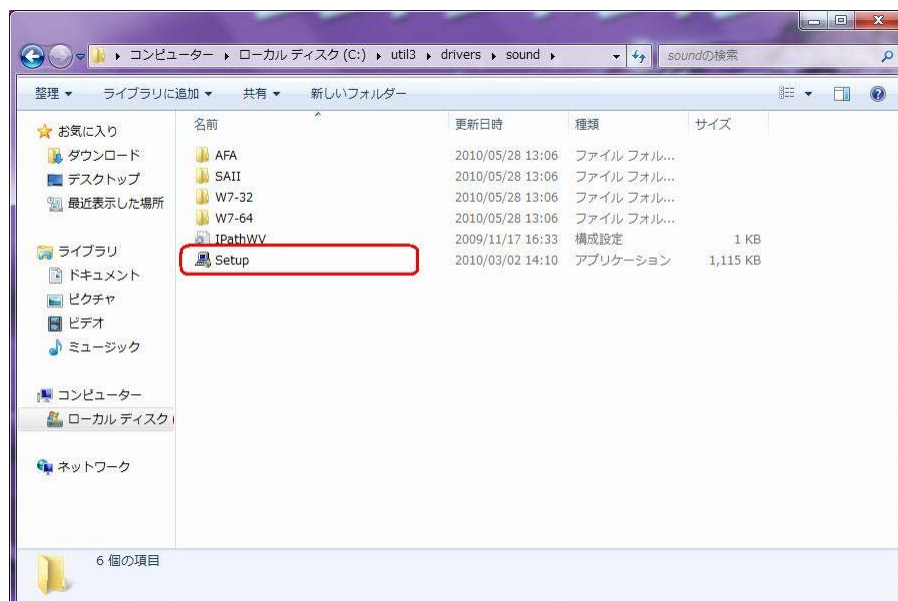 コンピューター ▸ ローカル ディスク (C:) ▸ util3 ▸ drivers ▸ sound ▸
soundの検索
整理 ▼ ライブラリに追加 ▼ 共有 ▼ 新しいフォルダー
お気に入り
ダウンロード
デスクトップ
最近表示した場所
ライブラリ
ドキュメント
ピクチャ
ビデオ
ミュージック
コンピューター
ローカル ディスク (
ネットワーク
名前 更新日時 種類 サイズ
AFA 2010/05/28 13:06 ファイル フォル...
SAII 2010/05/28 13:06 ファイル フォル...
W7-32 2010/05/28 13:06 ファイル フォル...
W7-64 2010/05/28 13:06 ファイル フォル...
IPathWV 2009/11/17 16:33 構成設定 1 KB
Setup 2010/03/02 14:10 アプリケーション 1,115 KB
6 個の項目